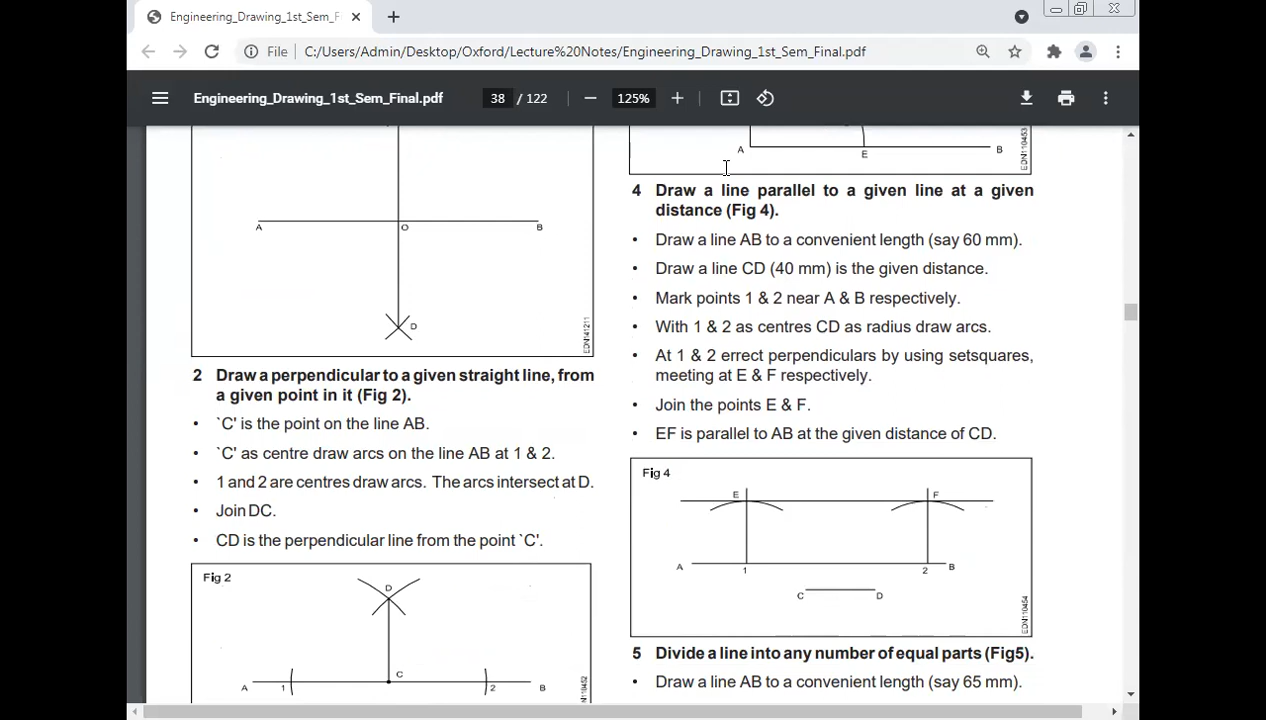 Engineering_Drawing_1st_Sem_F
File
C:/Users/Admin/Desktop/Oxford/Lecture%20Notes/Engineering_Drawing_1st_Sem_Final.pdf
Engineering_Drawing_1st_Sem_Final.pdf
38 / 122
125%
A
O
B
D
EDN141211
2 Draw a perpendicular to a given straight line, from
a given point in it (Fig 2).
• `C' is the point on the line AB.
• `C' as centre draw arcs on the line AB at 1 & 2.
• 1 and 2 are centres draw arcs. The arcs intersect at D.
• Join DC.
• CD is the perpendicular line from the point `C'.
Fig 2
D
C
A
1
2
B
EDN110452
A
E
B
EDN110453
4 Draw a line parallel to a given line at a given
distance (Fig 4).
• Draw a line AB to a convenient length (say 60 mm).
• Draw a line CD (40 mm) is the given distance.
• Mark points 1 & 2 near A & B respectively.
• With 1 & 2 as centres CD as radius draw arcs.
• At 1 & 2 errect perpendiculars by using setsquares,
meeting at E & F respectively.
• Join the points E & F.
• EF is parallel to AB at the given distance of CD.
Fig 4
E
F
A
1
2
B
C
D
EDN110454
5 Divide a line into any number of equal parts (Fig5).
• Draw a line AB to a convenient length (say 65 mm).